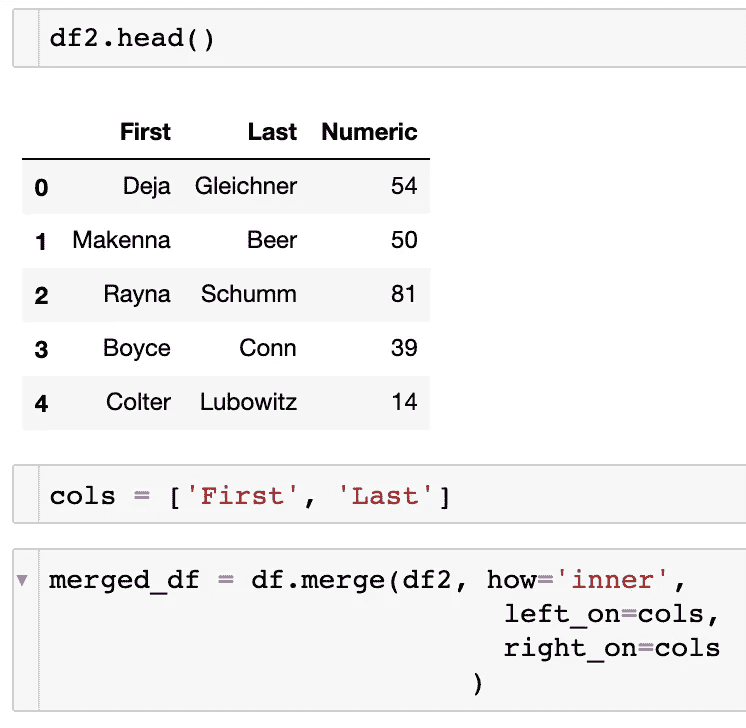 df2.head()
First Last Numeric
0 Deja Gleichner 54
1 Makenna Beer 50
2 Rayna Schumm 81
3 Boyce Conn 39
4 Colter Lubowitz 14
cols = ['First', 'Last']
merged_df = df.merge(df2, how='inner',
left_on=cols,
right_on=cols
)